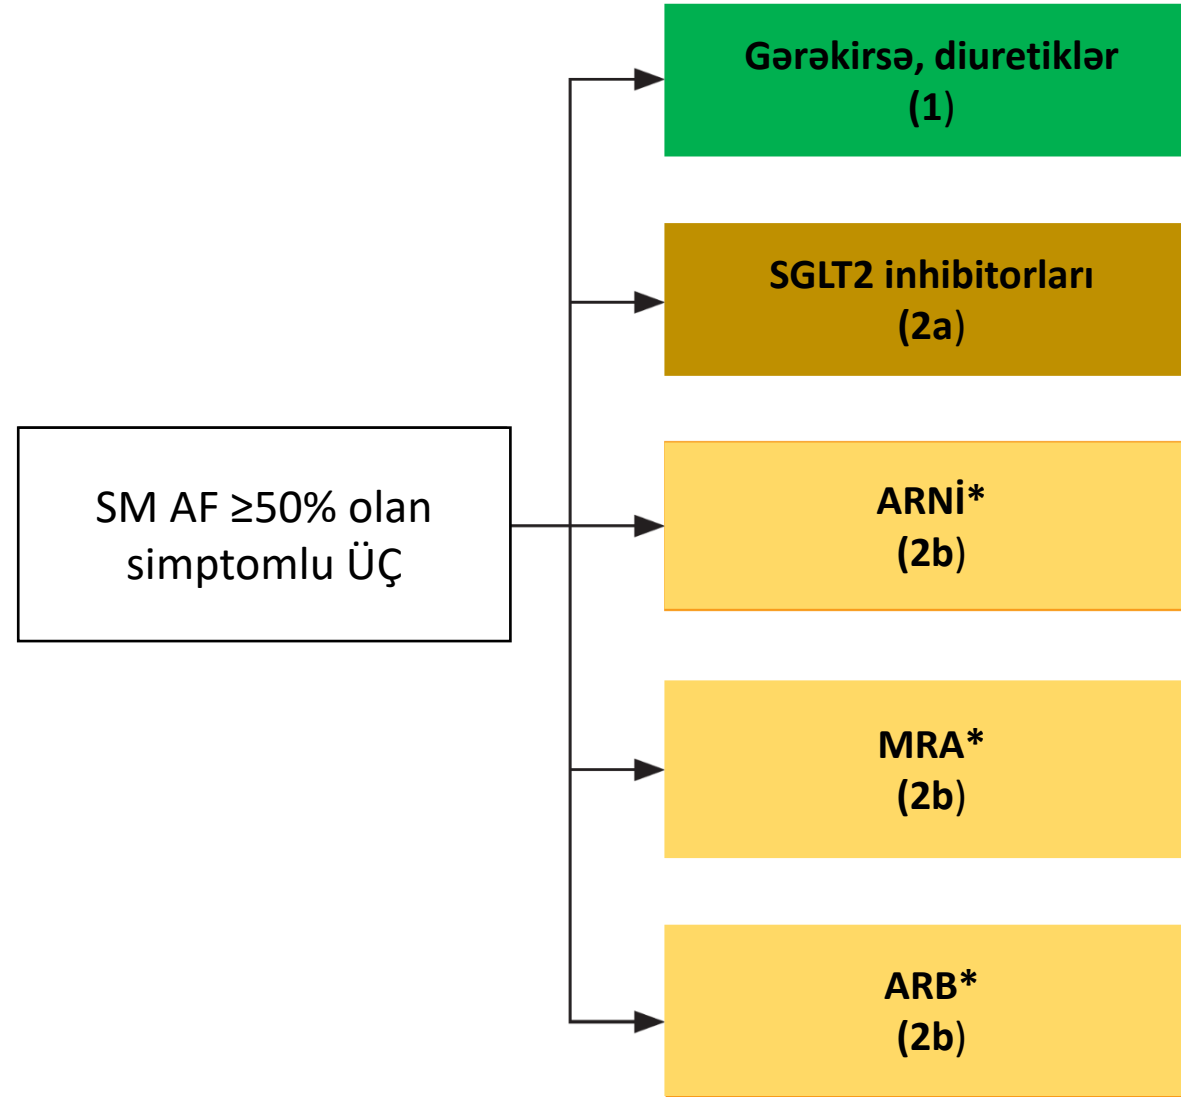 Gərəkirsə, diuretiklər
(1)
SGLT2 inhibitorları
(2a)
SM AF ≥50% olan
simptomlu ÜÇ
ARNİ*
(2b)
MRA*
(2b)
ARB*
(2b)